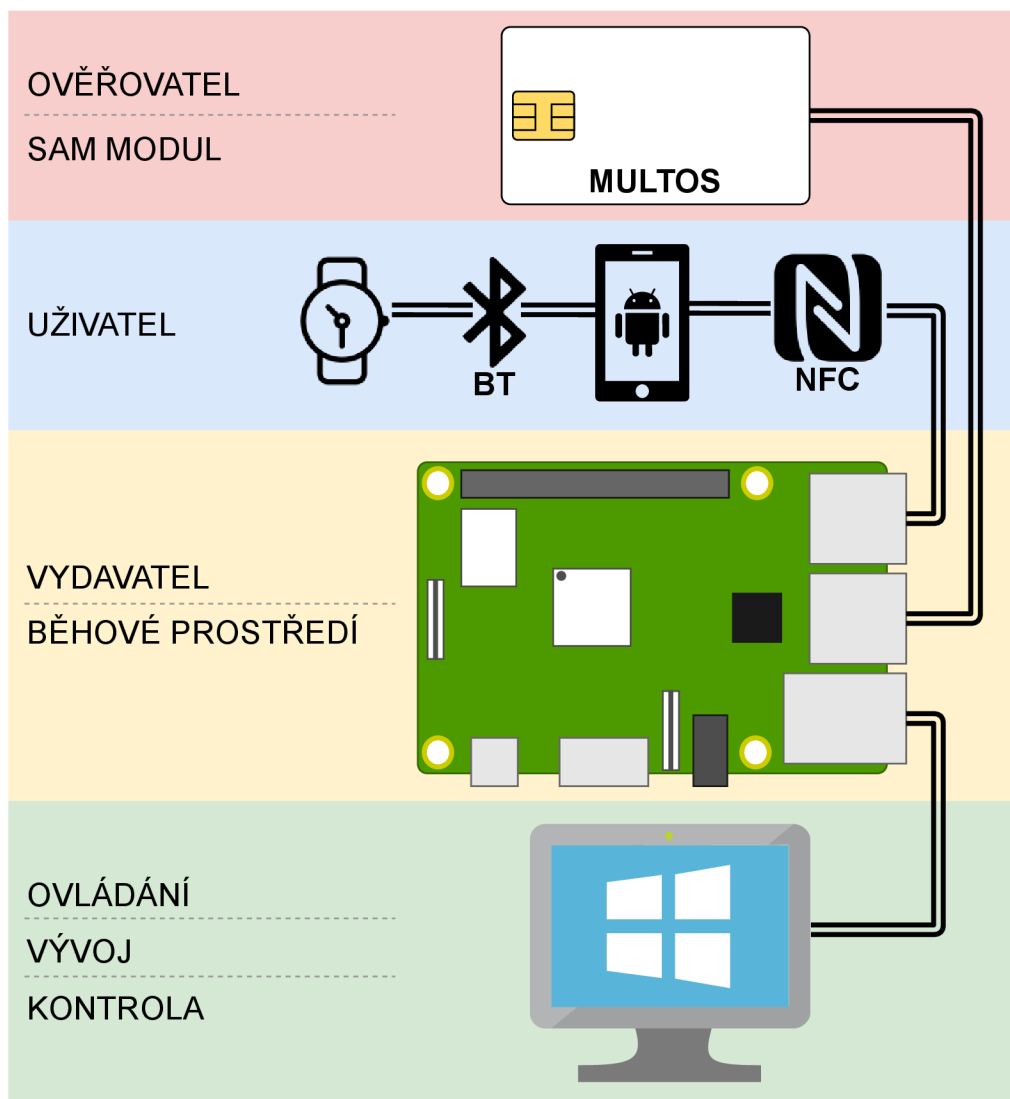 OVĚŘOVATEL
SAM MODUL
MULTOS
UŽIVATEL
BT
NFC
VYDAVATEL
BĚHOVÉ PROSTŘEDÍ
OVLÁDÁNÍ
VÝVOJ
KONTROLA